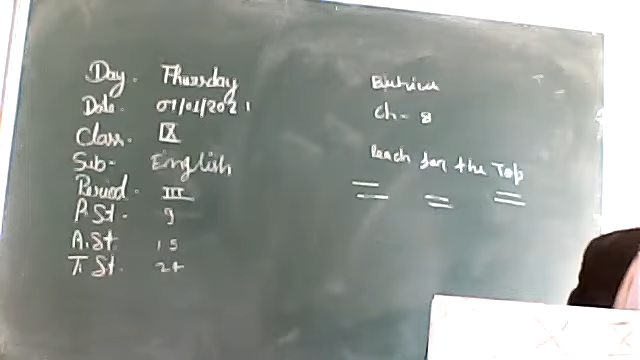 Day. Thursday
Date. 07/01/2021
Class. IX
Sub- English
Period. III
P. St. 9
A. St. 15
T. St. 24
Ch- 8
Reach for the Top